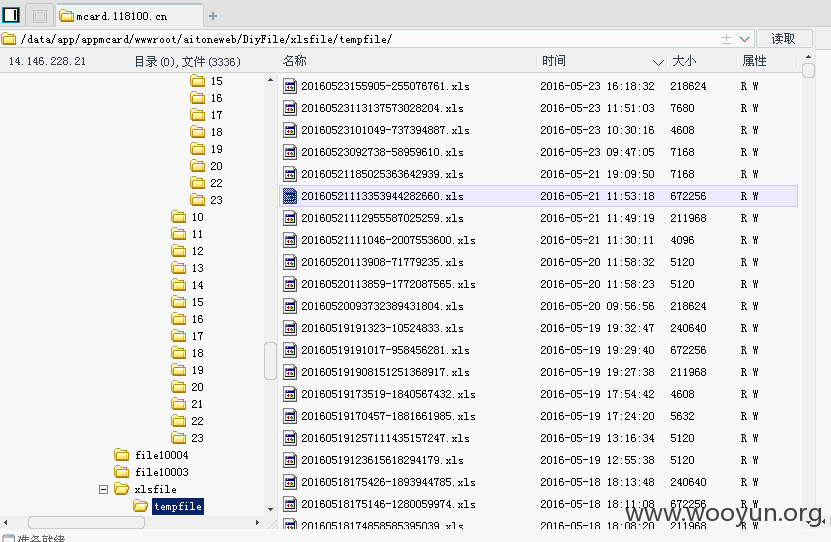 mcard.118100.cn
/data/app/appmcard/wwwroot/aitoneweb/DiyFile/xlsfile/tempfile/
读取
14.146.228.21
目录(0),文件(3336)
名称 时间 大小 属性
15
16
17
18
19
20
22
23
10
11
12
13
14
15
16
17
18
19
20
21
22
23
file10004
file10003
xlsfile
tempfile
20160523155905-255076761.xls 2016-05-23 16:18:32 218624 R W
20160523113137573028204.xls 2016-05-23 11:51:03 7680 R W
20160523101049-737394887.xls 2016-05-23 10:30:16 4608 R W
20160523092738-58959610.xls 2016-05-23 09:47:05 7168 R W
20160521185025363642939.xls 2016-05-21 19:09:50 7168 R W
20160521113353944282660.xls 2016-05-21 11:53:18 672256 R W
20160521112955587025259.xls 2016-05-21 11:49:19 211968 R W
20160521111046-2007553600.xls 2016-05-21 11:30:11 4096 R W
20160520113908-71779235.xls 2016-05-20 11:58:32 5120 R W
20160520113859-1772087565.xls 2016-05-20 11:58:23 5120 R W
20160520093732389431804.xls 2016-05-20 09:56:56 218624 R W
20160519191323-10524833.xls 2016-05-19 19:32:47 240640 R W
20160519191017-958456281.xls 2016-05-19 19:29:40 672256 R W
20160519190815125136​8917.xls 2016-05-19 19:27:38 211968 R W
20160519173519-1840567432.xls 2016-05-19 17:54:42 4608 R W
20160519170457-1881661985.xls 2016-05-19 17:24:20 5632 R W
201605191257111435157247.xls 2016-05-19 13:16:34 5120 R W
201605191236156182941​79.xls 2016-05-19 12:55:38 5120 R W
20160518175426-1893944785.xls 2016-05-18 18:13:48 240640 R W
20160518175146-1280059974.xls 2016-05-18 18:11:08 672256 R W
20160518174858585395039.xls 2016-05-18 18:08:20 211968 R W
www.wooyun.org
准备就绪